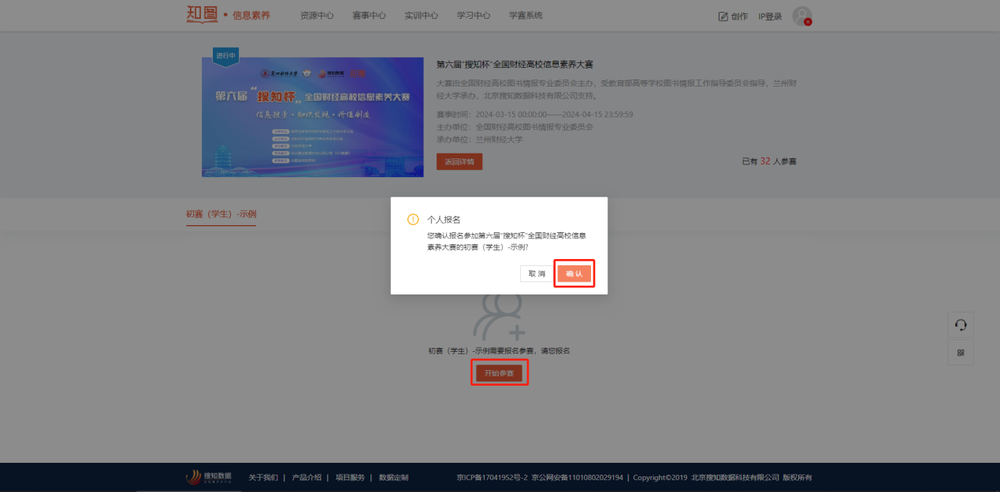 知圖 • 信息素养
资源中心 赛事中心 实训中心 学习中心 学赛系统
创作 IP登录
进行中
兰州财经大学 搜知数据
第六届“搜知杯”全国财经高校信息素养大赛
信息搜索·知识发现·价值创造
第六届"搜知杯"全国财经高校信息素养大赛
大赛由全国财经高校图书情报专业委员会主办、受教育部高等学校图书情报工作指导委员会指导，兰州财
经大学承办、北京搜知数据科技有限公司支持。
赛事时间：2024-03-15 00:00:00——2024-04-15 23:59:59
主办单位：全国财经高校图书情报专业委员会
承办单位：兰州财经大学
返回详情
已有 32 人参赛
初赛（学生）-示例
个人报名
您确认报名参加第六届"搜知杯"全国财经高校信息
素养大赛的初赛（学生）-示例?
取 消 确 认
初赛（学生）-示例需要报名参赛，请您报名
开始参赛
搜知数据
关于我们 | 产品介绍 | 项目服务 | 数据定制
京ICP备17041952号-2 京公网安备11010802029194 | Copyright©2019 北京搜知数据科技有限公司 版权所有